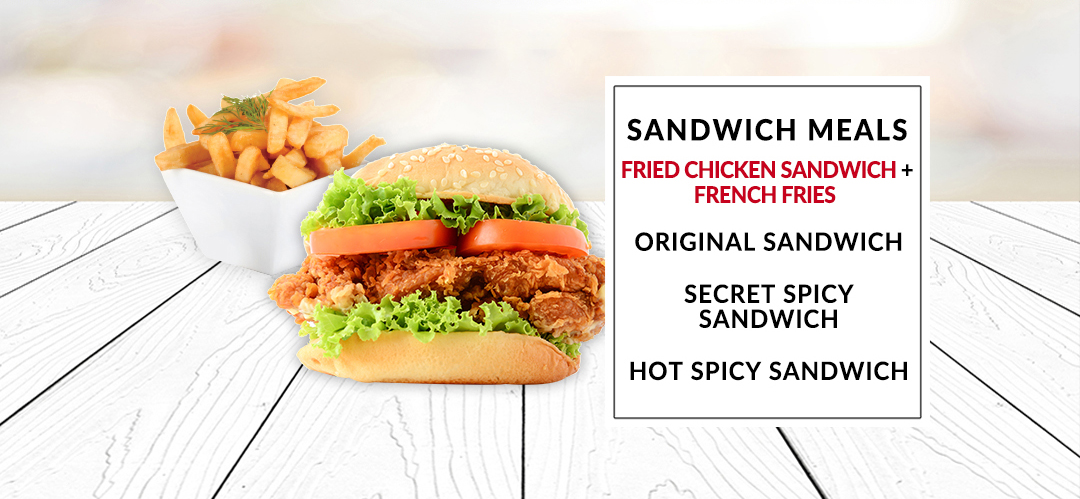 SANDWICH MEALS
FRIED CHICKEN SANDWICH +
FRENCH FRIES
ORIGINAL SANDWICH
SECRET SPICY
SANDWICH
HOT SPICY SANDWICH